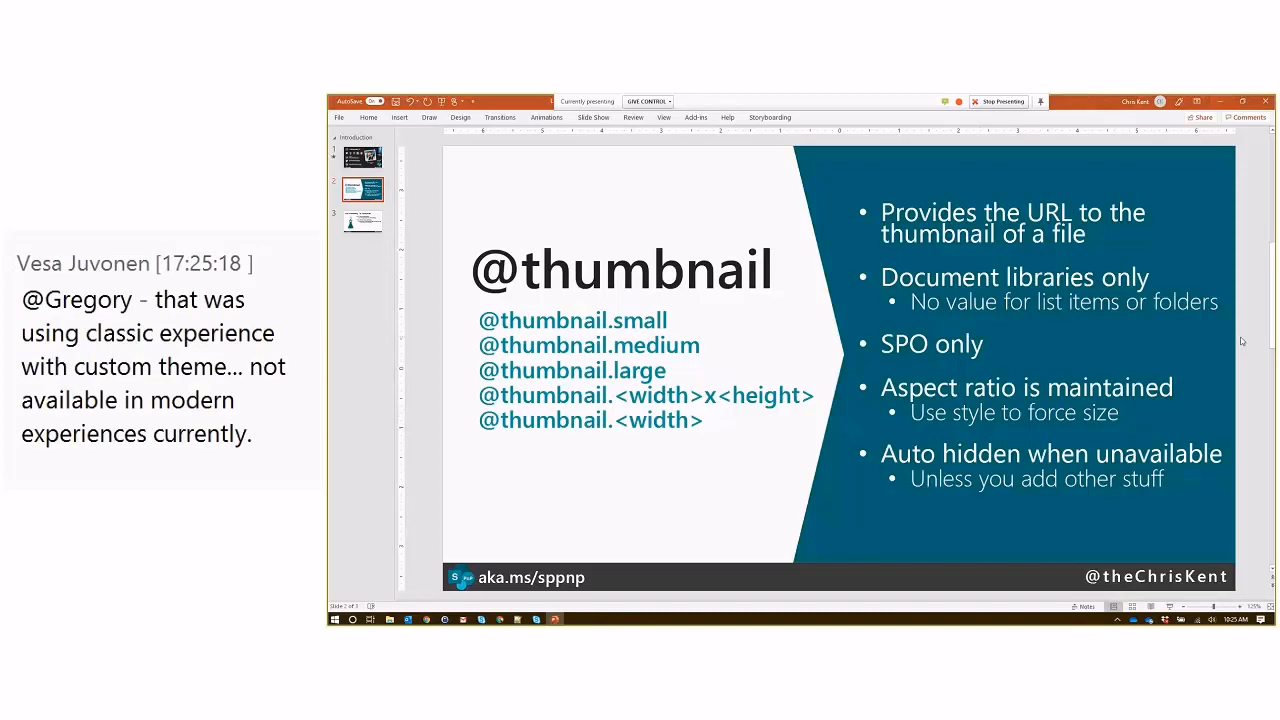 Vesa Juvonen [17:25:18 ]
@Gregory - that was
using classic experience
with custom theme... not
available in modern
experiences currently.
AutoSave On
Currently presenting
GIVE CONTROL
Stop Presenting
Chris Kent
File Home Insert Draw Design Transitions Animations Slide Show Review View Add-ins Help Storyboarding
Share Comments
Introduction
1
2
3
@thumbnail
@thumbnail.small
@thumbnail.medium
@thumbnail.large
@thumbnail.<width>x<height>
@thumbnail.<width>
• Provides the URL to the
thumbnail of a file
• Document libraries only
• No value for list items or folders
• SPO only
• Aspect ratio is maintained
• Use style to force size
• Auto hidden when unavailable
• Unless you add other stuff
aka.ms/sppnp
@theChrisKent
Slide 2 of 3
Notes
125%
10:25 AM